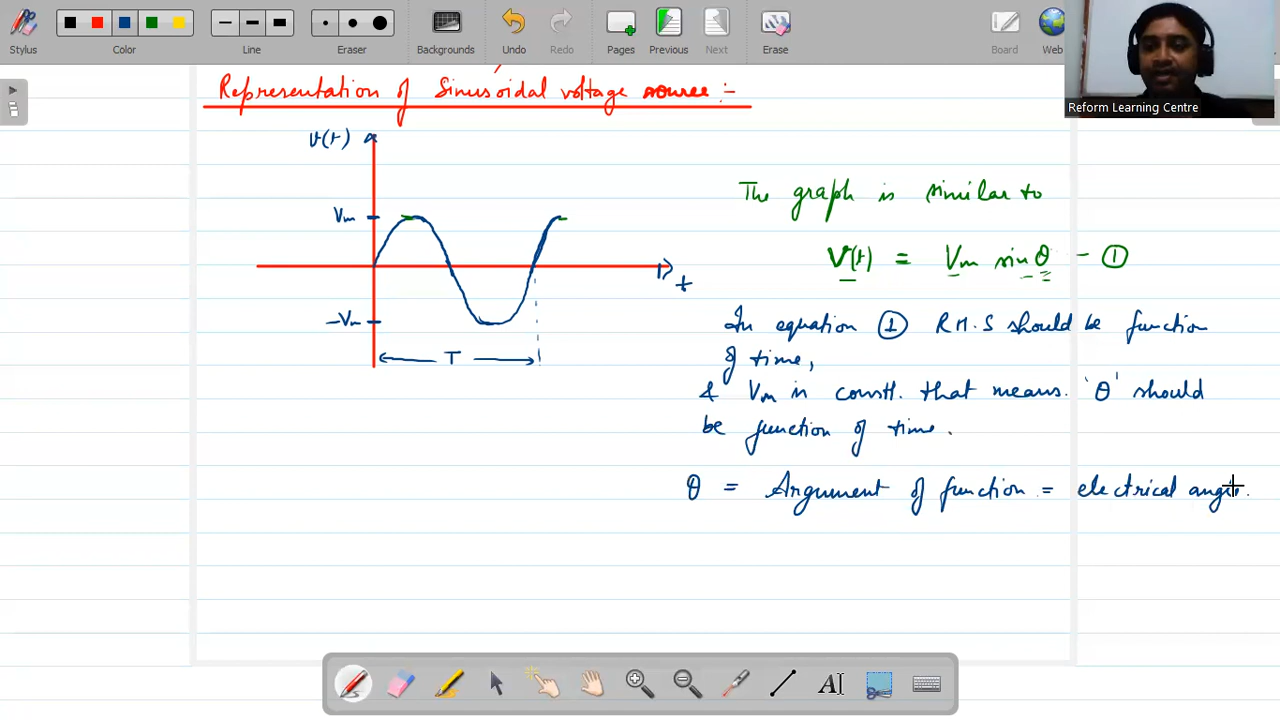 Stylus
Color
Line
Eraser
Backgrounds
Undo
Redo
Pages
Previous
Next
Erase
Board
Web
Reform Learning Centre
Representation of Sinusoidal voltage source :-
v(t)
Vm
-Vm
T
t
The graph is similar to
V(t) = Vm sinθ - ①
In equation ① R.H.S should be function
of time,
& Vm is constt. that means. 'θ' should
be function of time.
θ = Argument of function = electrical angle.